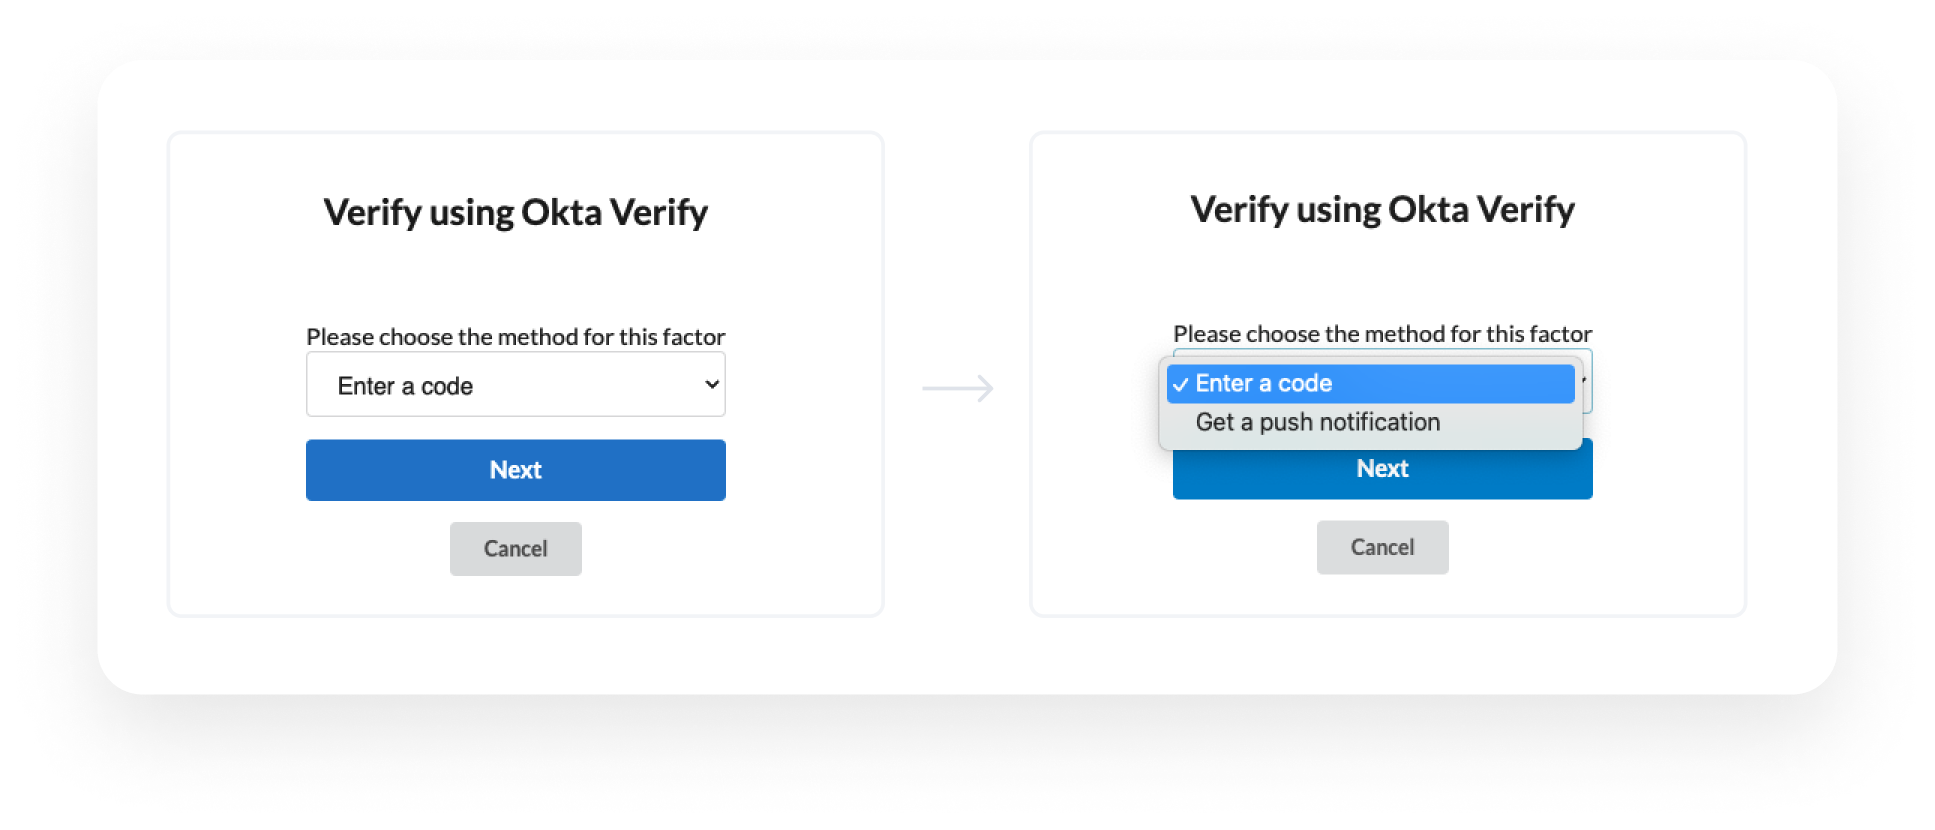 Verify using Okta Verify
Please choose the method for this factor
Enter a code
Next
Cancel
Verify using Okta Verify
Please choose the method for this factor
Enter a code
Get a push notification
Next
Cancel